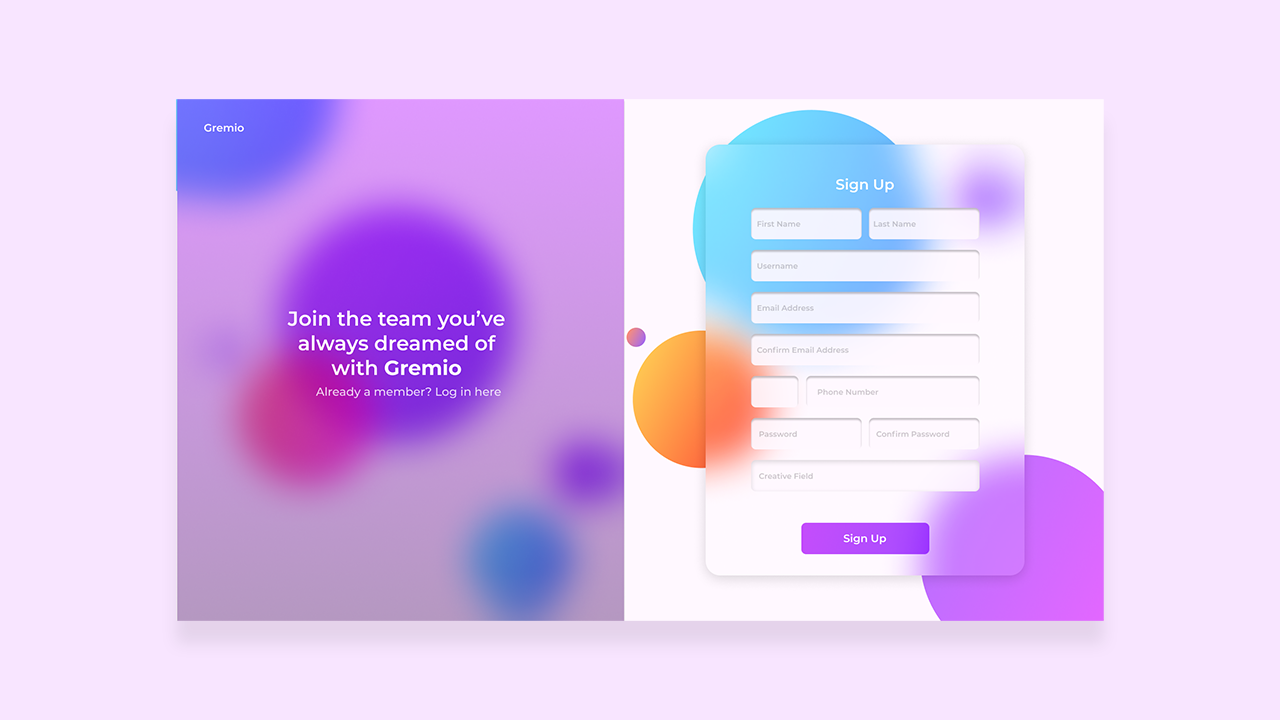 Gremio
Join the team you’ve
always dreamed of
with Gremio
Already a member? Log in here
Sign Up
First Name
Last Name
Username
Email Address
Confirm Email Address
Phone Number
Password
Confirm Password
Creative Field
Sign Up